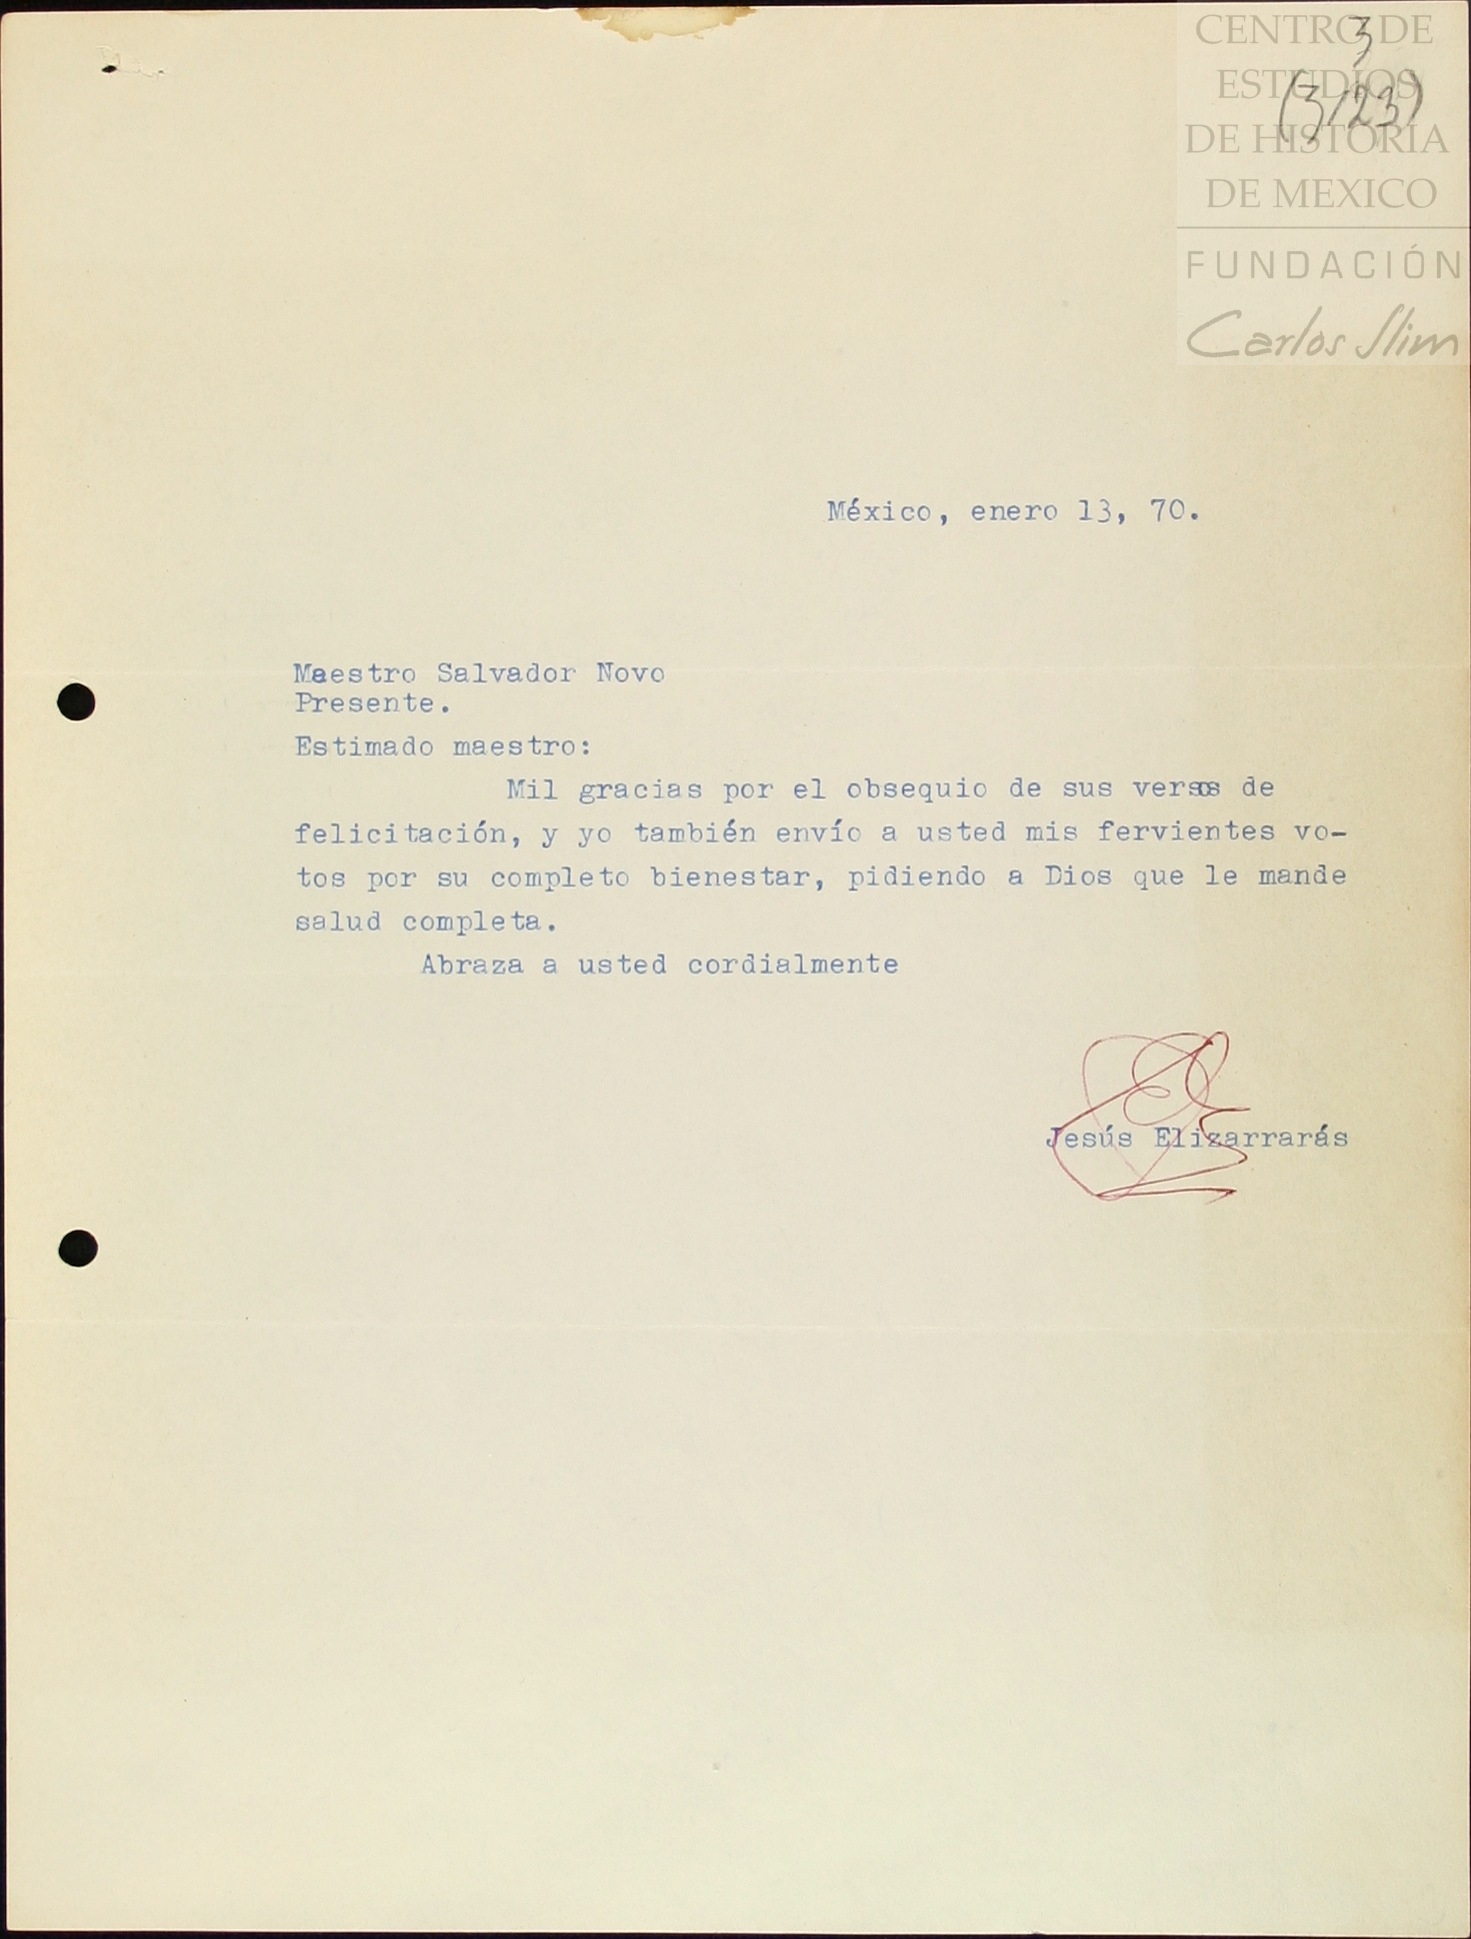 CENTRO DE
ESTUDIOS
DE HISTORIA
DE MEXICO
FUNDACIÓN
Carlos Slim
3
(3/23)
México, enero 13, 70.
Maestro Salvador Novo
Presente.
Estimado maestro:
Mil gracias por el obsequio de sus versos de
felicitación, y yo también envío a usted mis fervientes vo-
tos por su completo bienestar, pidiendo a Dios que le mande
salud completa.
Abraza a usted cordialmente
Jesús Elizarrarás